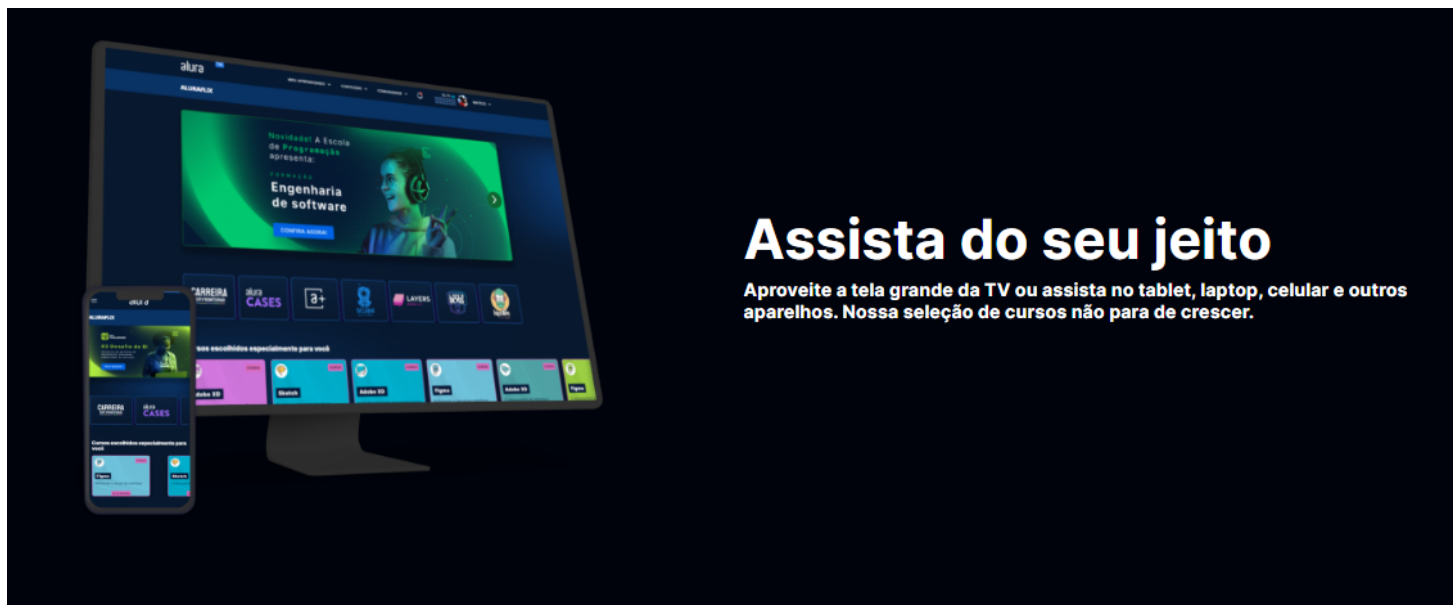 alura
ALURAFLIX
Novidade! A Escola
de Programação
apresenta:
FORMAÇÃO
Engenharia
de software
CONFIRA AGORA!
CARREIRA
alura
CASES
a+
LAYERS
cursos escolhidos especialmente para você
Adobe XD
Sketch
Adobe XD
Figma
Adobe XD
Figma
alura
ALURAFLIX
CARREIRA
alura
CASES
Cursos escolhidos especialmente para
você
Figma
Sketch
Assista do seu jeito
Aproveite a tela grande da TV ou assista no tablet, laptop, celular e outros
aparelhos. Nossa seleção de cursos não para de crescer.